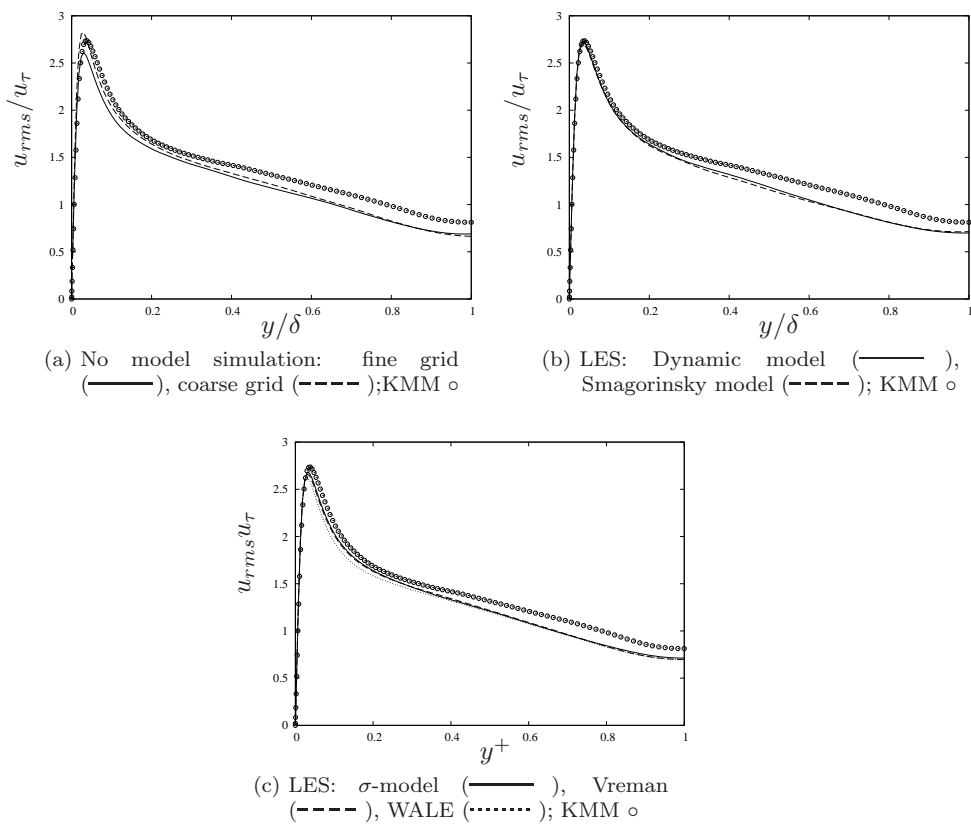 3
2.5
2
1.5
1
0.5
0
0 0.2 0.4 0.6 0.8 1
u_{rms}/u_τ
y/δ
(a) No model simulation: fine grid
( ), coarse grid ( );KMM ∘
3
2.5
2
1.5
1
0.5
0
0 0.2 0.4 0.6 0.8 1
u_{rms}/u_τ
y/δ
(b) LES: Dynamic model ( ),
Smagorinsky model ( ); KMM ∘
3
2.5
2
1.5
1
0.5
0
0 0.2 0.4 0.6 0.8 1
u_{rms}u_τ
y^+
(c) LES: σ-model ( ), Vreman
( ), WALE ( ); KMM ∘